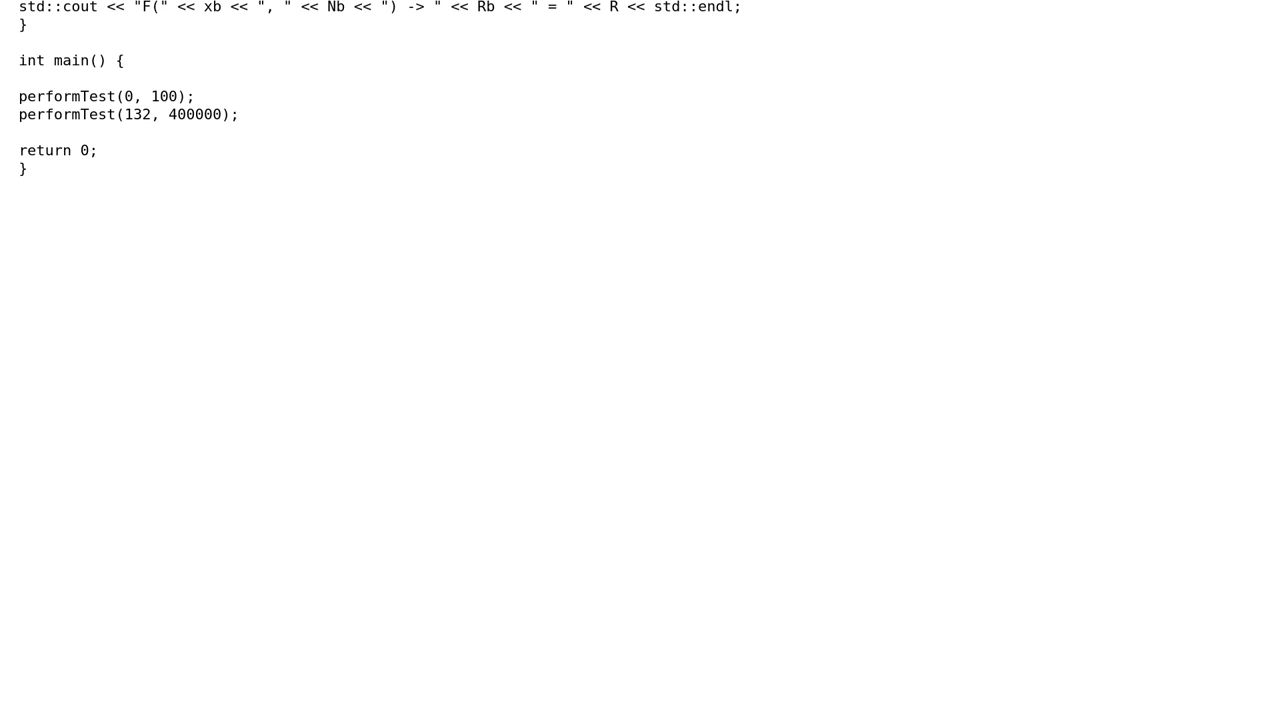 std::cout << "F(" << xb << ", " << Nb << ") -> " << Rb << " = " << R << std::endl;
}
int main() {
performTest(0, 100);
performTest(132, 400000);
return 0;
}